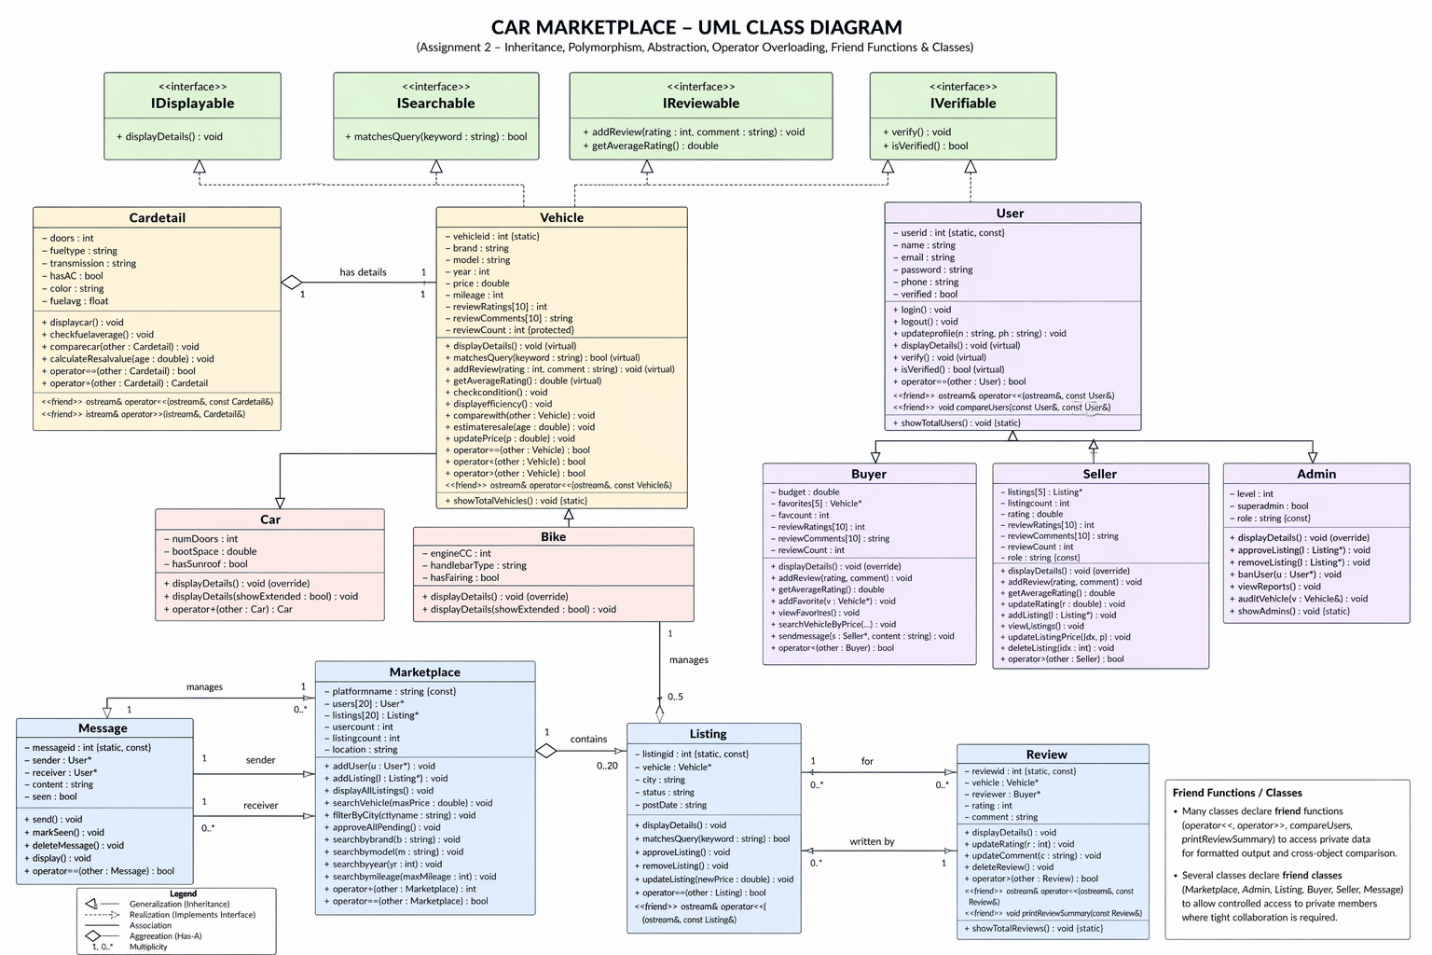 CAR MARKETPLACE – UML CLASS DIAGRAM
(Assignment 2 – Inheritance, Polymorphism, Abstraction, Operator Overloading, Friend Functions & Classes)
<<interface>>
IDisplayable
+ displayDetails() : void
<<interface>>
ISearchable
+ matchesQuery(keyword : string) : bool
<<interface>>
IReviewable
+ addReview(rating : int, comment : string) : void
+ getAverageRating() : double
<<interface>>
IVerifiable
+ verify() : void
+ isVerified() : bool
Cardetail
– doors : int
– fueltype : string
– transmission : string
– hasAC : bool
– color : string
– fuelavg : float
+ displaycar() : void
+ checkfuelaverage() : void
+ comparecar(other : Cardetail) : void
+ calculateResalvalue(age : double) : void
+ operator==(other : Cardetail) : bool
+ operator+(other : Cardetail) : Cardetail
<<friend>> ostream& operator<<(ostream&, const Cardetail&)
<<friend>> istream& operator>>(istream&, Cardetail&)
has details
1
1
1
Vehicle
– vehicleid : int {static}
– brand : string
– model : string
– year : int
– price : double
– mileage : int
– reviewRatings[10] : int
– reviewComments[10] : string
– reviewCount : int {protected}
+ displayDetails() : void (virtual)
+ matchesQuery(keyword : string) : bool (virtual)
+ addReview(rating : int, comment : string) : void (virtual)
+ getAverageRating() : double (virtual)
+ checkcondition() : void
+ displayefficiency() : void
+ comparewith(other : Vehicle) : void
+ estimateresale(age : double) : void
+ updatePrice(p : double) : void
+ operator==(other : Vehicle) : bool
+ operator<(other : Vehicle) : bool
+ operator>(other : Vehicle) : bool
<<friend>> ostream& operator<<(ostream&, const Vehicle&)
+ showTotalVehicles() : void {static}
User
– userid : int {static, const}
– name : string
– email : string
– password : string
– phone : string
– verified : bool
+ login() : void
+ logout() : void
+ updateprofile(n : string, ph : string) : void
+ displayDetails() : void (virtual)
+ verify() : void (virtual)
+ isVerified() : bool (virtual)
+ operator==(other : User) : bool
<<friend>> ostream& operator<<(ostream&, const User&)
<<friend>> void compareUsers(const User&, const User&)
+ showTotalUsers() : void {static}
Car
– numDoors : int
– bootSpace : double
– hasSunroof : bool
+ displayDetails() : void (override)
+ displayDetails(showExtended : bool) : void
+ operator+(other : Car) : Car
Bike
– engineCC : int
– handlebarType : string
– hasFairing : bool
+ displayDetails() : void (override)
+ displayDetails(showExtended : bool) : void
Buyer
– budget : double
– favorites[5] : Vehicle*
– favcount : int
– reviewRatings[10] : int
– reviewComments[10] : string
– reviewCount : int
+ displayDetails() : void (override)
+ addReview(rating, comment) : void
+ getAverageRating() : double
+ addFavorite(v : Vehicle*) : void
+ viewFavorites() : void
+ searchVehicleByPrice(...) : void
+ sendmessage(s : Seller*, content : string) : void
+ operator<(other : Buyer) : bool
Seller
– listings[5] : Listing*
– listingcount : int
– rating : double
– reviewRatings[10] : int
– reviewComments[10] : string
– reviewCount : int
– role : string {const}
+ displayDetails() : void (override)
+ addReview(rating, comment) : void
+ getAverageRating() : double
+ updateRating(r : double) : void
+ addListing(l : Listing*) : void
+ viewListings() : void
+ updateListingPrice(idx, p) : void
+ deleteListing(idx : int) : void
+ operator>(other : Seller) : bool
Admin
– level : int
– superadmin : bool
– role : string {const}
+ displayDetails() : void (override)
+ approveListing(l : Listing*) : void
+ removeListing(l : Listing*) : void
+ banUser(u : User*) : void
+ viewReports() : void
+ auditVehicle(v : Vehicle&) : void
+ showAdmins() : void {static}
1
manages
0..5
manages
1
1
0..*
Message
– messageid : int {static, const}
– sender : User*
– receiver : User*
– content : string
– seen : bool
+ send() : void
+ markSeen() : void
+ deleteMessage() : void
+ display() : void
+ operator==(other : Message) : bool
1
sender
1
receiver
0..*
Marketplace
– platformname : string {const}
– users[20] : User*
– listings[20] : Listing*
– usercount : int
– listingcount : int
– location : string
+ addUser(u : User*) : void
+ addListing(l : Listing*) : void
+ displayAllListings() : void
+ searchVehicle(maxPrice : double) : void
+ filterByCity(ctlyname : string) : void
+ approveAllPending() : void
+ searchbybrand(b : string) : void
+ searchbymodel(m : string) : void
+ searchbyyear(yr : int) : void
+ searchbymileage(maxMileage : int) : void
+ operator+(other : Marketplace) : int
+ operator==(other : Marketplace) : bool
1
contains
0..20
Listing
– listingid : int {static, const}
– vehicle : Vehicle*
– city : string
– status : string
– postDate : string
+ displayDetails() : void
+ matchesQuery(keyword : string) : bool
+ approveListing() : void
+ removeListing() : void
+ updateListing(newPrice : double) : void
+ operator==(other : Listing) : bool
<<friend>> ostream& operator<<(
(ostream&, const Listing&)
1
for
0..*
0..*
written by
0..*
1
Review
– reviewid : int {static, const}
– vehicle : Vehicle*
– reviewer : Buyer*
– rating : int
– comment : string
+ displayDetails() : void
+ updateRating(r : int) : void
+ updateComment(c : string) : void
+ deleteReview() : void
+ operator>(other : Review) : bool
<<friend>> ostream& operator<<(ostream&, const
Review&)
<<friend>> void printReviewSummary(const Review&)
+ showTotalReviews() : void {static}
Friend Functions / Classes
• Many classes declare friend functions
(operator<<, operator>>, compareUsers,
printReviewSummary) to access private data
for formatted output and cross-object comparison.
• Several classes declare friend classes
(Marketplace, Admin, Listing, Buyer, Seller, Message)
to allow controlled access to private members
where tight collaboration is required.
Legend
Generalization (Inheritance)
Realization (Implements Interface)
Association
Aggreeation (Has-A)
1, 0..* Multiplicity